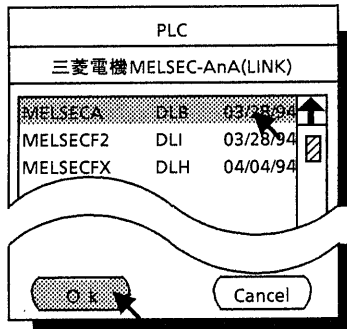 PLC
三菱電機MELSEC-AnA(LINK)
MELSECA DLB 03/28/94
MELSECF2 DLI 03/28/94
MELSECFX DLH 04/04/94
Ok Cancel